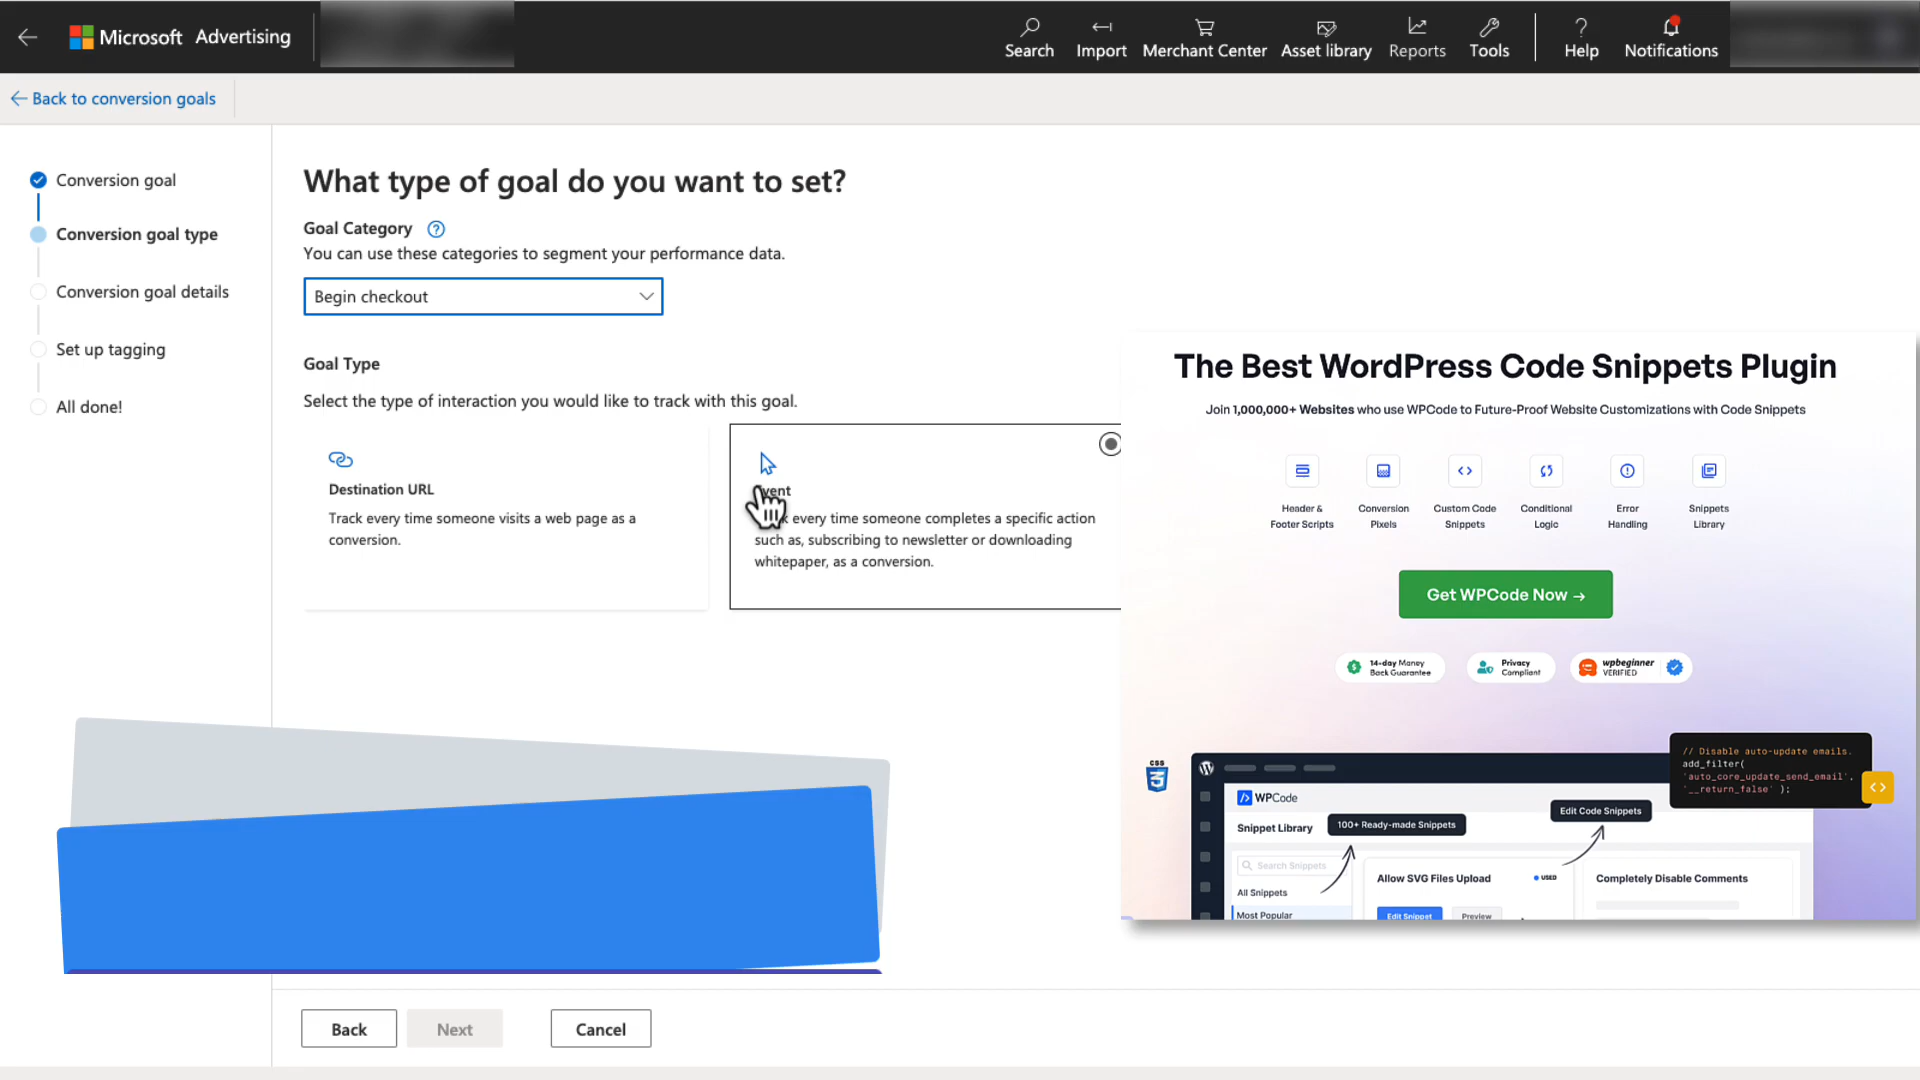 Microsoft Advertising
Search
Import
Merchant Center
Asset library
Reports
Tools
Help
Notifications
Back to conversion goals
Conversion goal
Conversion goal type
Conversion goal details
Set up tagging
All done!
What type of goal do you want to set?
Goal Category
You can use these categories to segment your performance data.
Begin checkout
Goal Type
Select the type of interaction you would like to track with this goal.
Destination URL
Track every time someone visits a web page as a
conversion.
every time someone completes a specific action
such as, subscribing to newsletter or downloading
whitepaper, as a conversion.
Back
Next
Cancel
The Best WordPress Code Snippets Plugin
Join 1,000,000+ Websites who use WPCode to Future-Proof Website Customizations with Code Snippets
Header &
Footer Scripts
Conversion
Pixels
Custom Code
Snippets
Conditional
Logic
Error
Handling
Snippets
Library
Get WPCode Now →
14-day Money
Back Guarantee
Privacy
Compliant
wpbeginner
VERIFIED
// Disable auto-update emails.
add_filter(
'auto_core_update_send_email',
'__return_false' );
CSS
WPCode
Edit Code Snippets
Snippet Library
100+ Ready-made Snippets
Search Snippets
All Snippets
Most Popular
Allow SVG Files Upload
USED
Completely Disable Comments
Edit Snippet
Preview